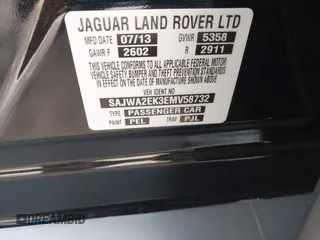 JAGUAR LAND ROVER LTD
MFD DATE 07/13 GVWR 5358
GAWR F 2602 R 2911
THIS VEHICLE CONFORMS TO ALL APPLICABLE FEDERAL MOTOR
VEHICLE SAFETY BUMPER AND THEFT PREVENTION STANDARDS
IN EFFECT ON THE DATE OF MANUFACTURE SHOWN ABOVE.
VEH IDENT NO
SAJWA2EK3EMV58732
TYPE PASSENGER CAR
PAINT PEL TRIM PJL
DREAMBID